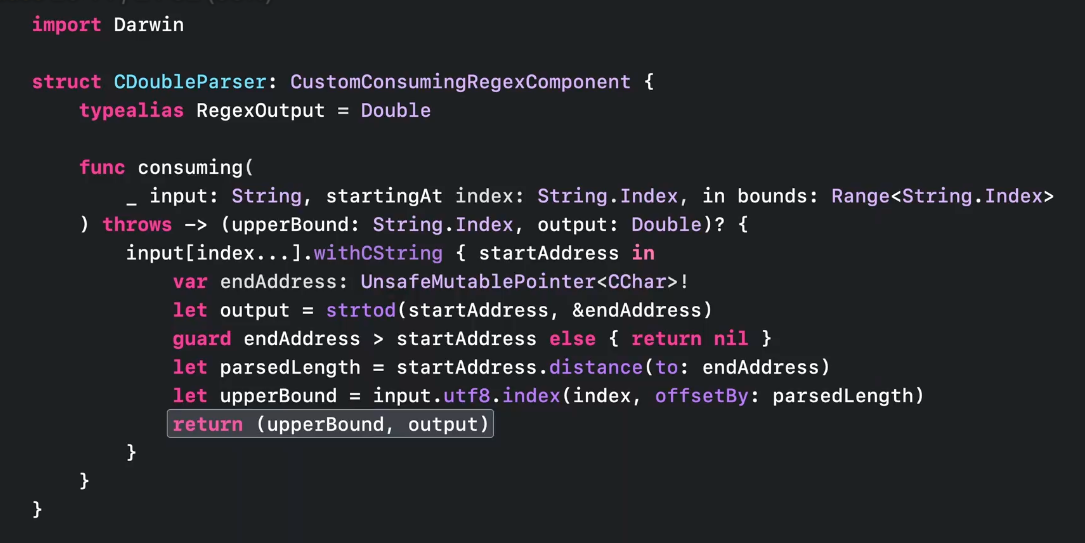 import Darwin
struct CDoubleParser: CustomConsumingRegexComponent {
typealias RegexOutput = Double
func consuming(
_ input: String, startingAt index: String.Index, in bounds: Range<String.Index>
) throws -> (upperBound: String.Index, output: Double)? {
input[index...].withCString { startAddress in
var endAddress: UnsafeMutablePointer<CChar>!
let output = strtod(startAddress, &endAddress)
guard endAddress > startAddress else { return nil }
let parsedLength = startAddress.distance(to: endAddress)
let upperBound = input.utf8.index(index, offsetBy: parsedLength)
return (upperBound, output)
}
}
}